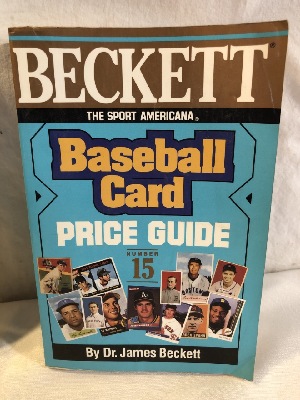 BECKETT®
THE SPORT AMERICANA®
Baseball
Card
PRICE GUIDE
NUMBER
15
By Dr. James Beckett